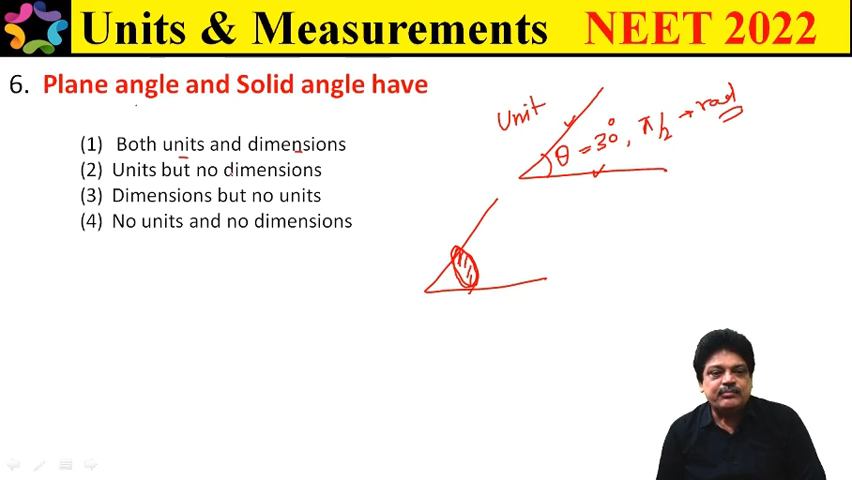 Units & Measurements NEET 2022
6. Plane angle and Solid angle have
(1) Both units and dimensions
(2) Units but no dimensions
(3) Dimensions but no units
(4) No units and no dimensions
Unit
θ = 30°, π/2 → rad